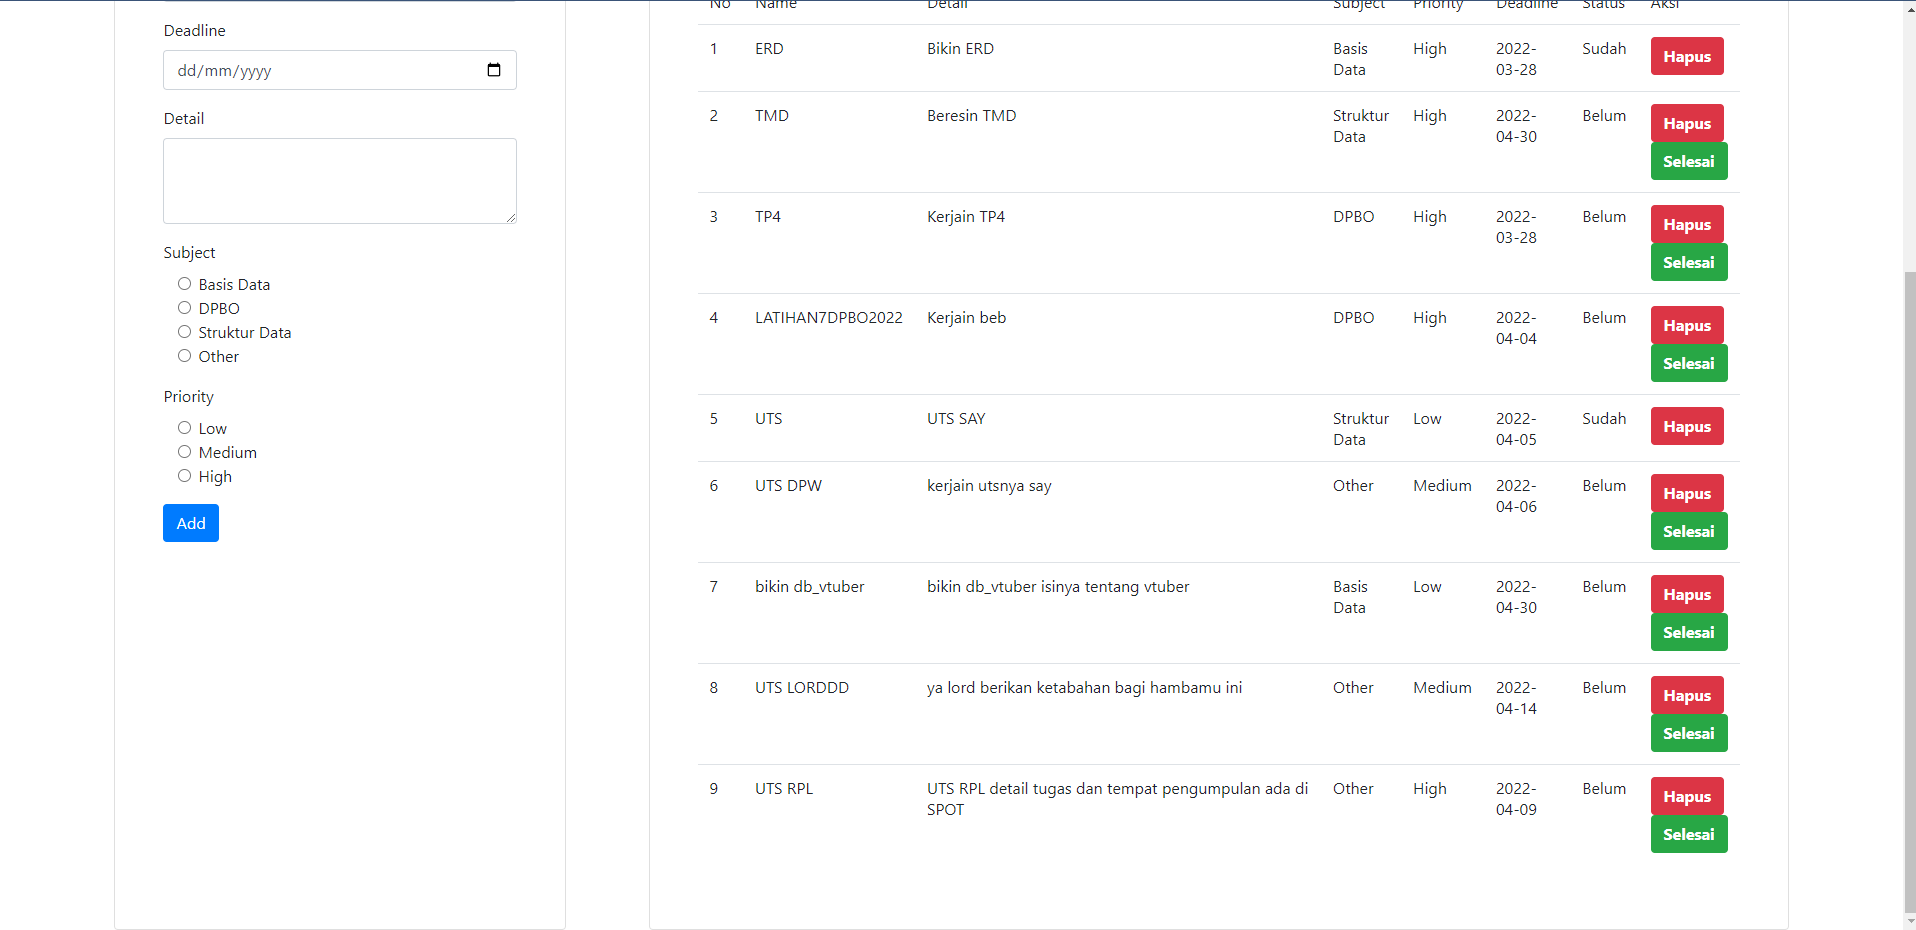 Deadline
dd/mm/yyyy
Detail
Subject
Basis Data
DPBO
Struktur Data
Other
Priority
Low
Medium
High
Add
No Name Detail Subject Priority Deadline Status Aksi
1 ERD Bikin ERD Basis High 2022- Sudah Hapus
Data 03-28
2 TMD Beresin TMD Struktur High 2022- Belum Hapus
Data 04-30
Selesai
3 TP4 Kerjain TP4 DPBO High 2022- Belum Hapus
03-28
Selesai
4 LATIHAN7DPBO2022 Kerjain beb DPBO High 2022- Belum Hapus
04-04
Selesai
5 UTS UTS SAY Struktur Low 2022- Sudah Hapus
Data 04-05
6 UTS DPW kerjain utsnya say Other Medium 2022- Belum Hapus
04-06
Selesai
7 bikin db_vtuber bikin db_vtuber isinya tentang vtuber Basis Low 2022- Belum Hapus
Data 04-30
Selesai
8 UTS LORDDD ya lord berikan ketabahan bagi hambamu ini Other Medium 2022- Belum Hapus
04-14
Selesai
9 UTS RPL UTS RPL detail tugas dan tempat pengumpulan ada di Other High 2022- Belum Hapus
SPOT 04-09
Selesai